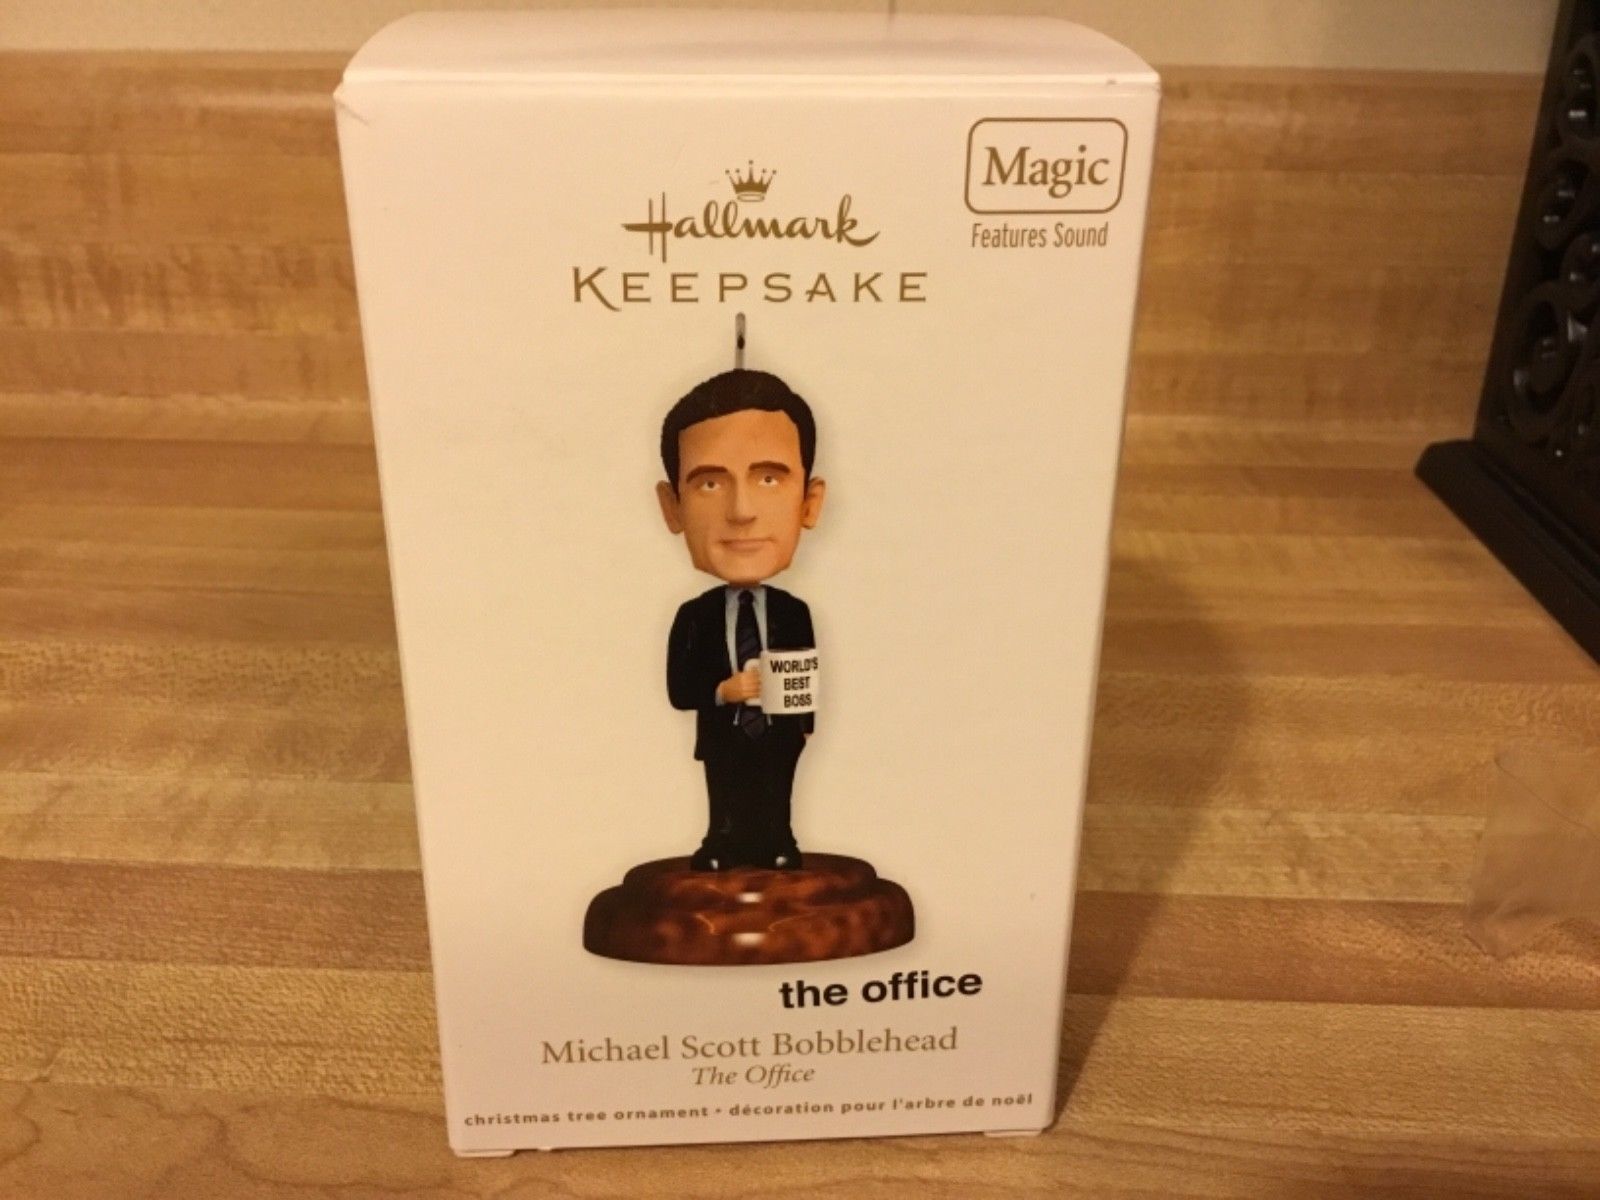 Magic
Features Sound
Hallmark
KEEPSAKE
WORLD'S
BEST
BOSS
the office
Michael Scott Bobblehead
The Office
christmas tree ornament • décoration pour l'arbre de noël